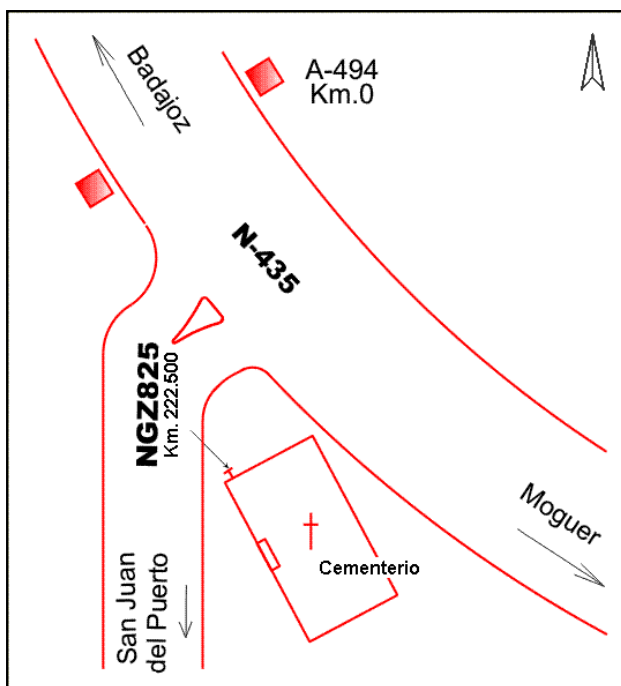 Badajoz
A-494
Km.0
N-435
NGZ825
Km. 222.500
Moguer
Cementerio
San Juan
del Puerto